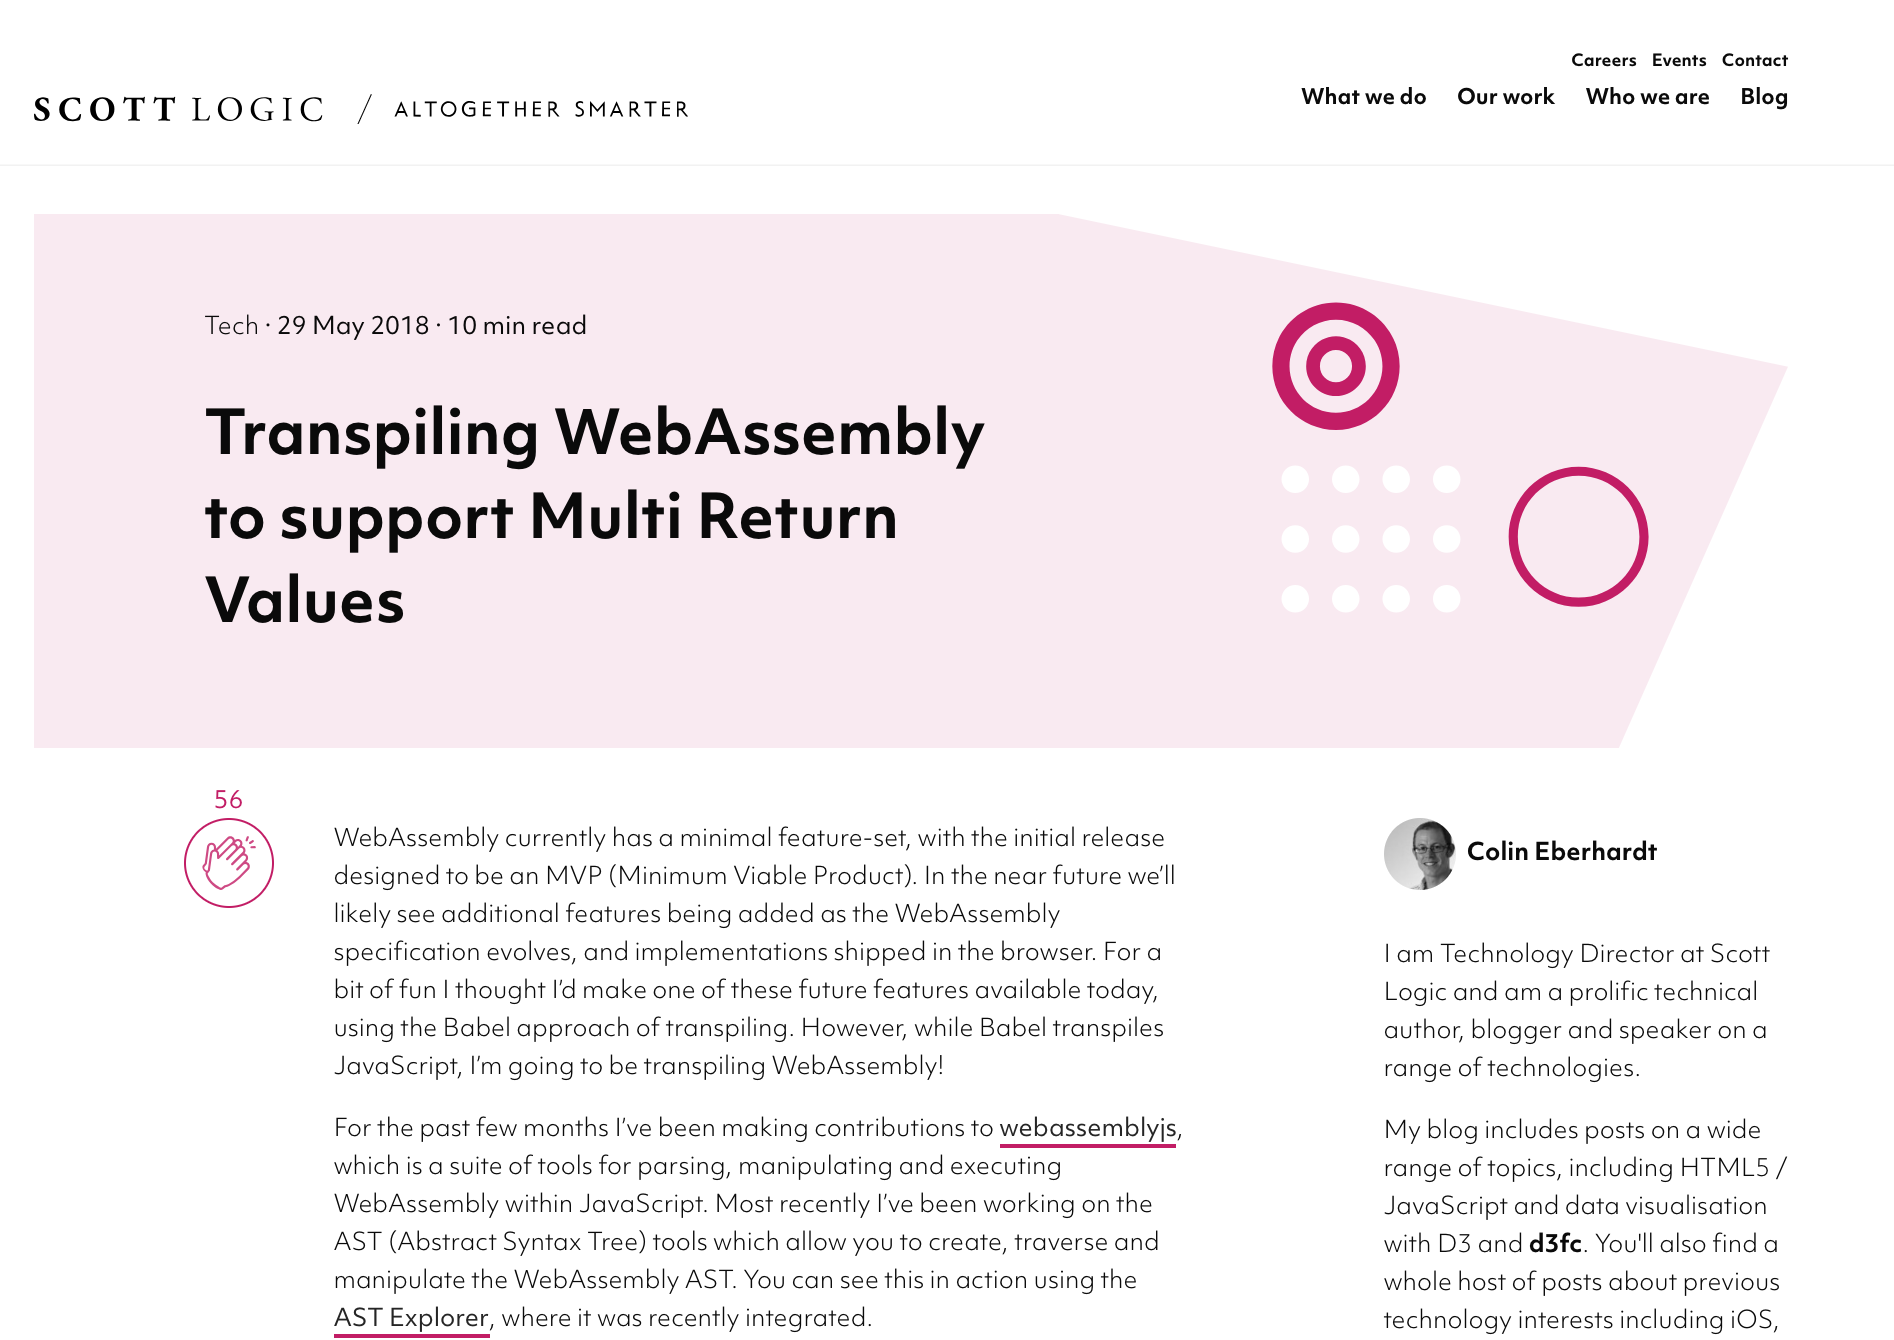 Careers Events Contact
SCOTT LOGIC / ALTOGETHER SMARTER
What we do Our work Who we are Blog
Tech · 29 May 2018 · 10 min read
Transpiling WebAssembly
to support Multi Return
Values
56
WebAssembly currently has a minimal feature-set, with the initial release
designed to be an MVP (Minimum Viable Product). In the near future we’ll
likely see additional features being added as the WebAssembly
specification evolves, and implementations shipped in the browser. For a
bit of fun I thought I’d make one of these future features available today,
using the Babel approach of transpiling. However, while Babel transpiles
JavaScript, I’m going to be transpiling WebAssembly!
For the past few months I’ve been making contributions to webassemblyjs,
which is a suite of tools for parsing, manipulating and executing
WebAssembly within JavaScript. Most recently I’ve been working on the
AST (Abstract Syntax Tree) tools which allow you to create, traverse and
manipulate the WebAssembly AST. You can see this in action using the
AST Explorer, where it was recently integrated.
Colin Eberhardt
I am Technology Director at Scott
Logic and am a prolific technical
author, blogger and speaker on a
range of technologies.
My blog includes posts on a wide
range of topics, including HTML5 /
JavaScript and data visualisation
with D3 and d3fc. You'll also find a
whole host of posts about previous
technology interests including iOS,